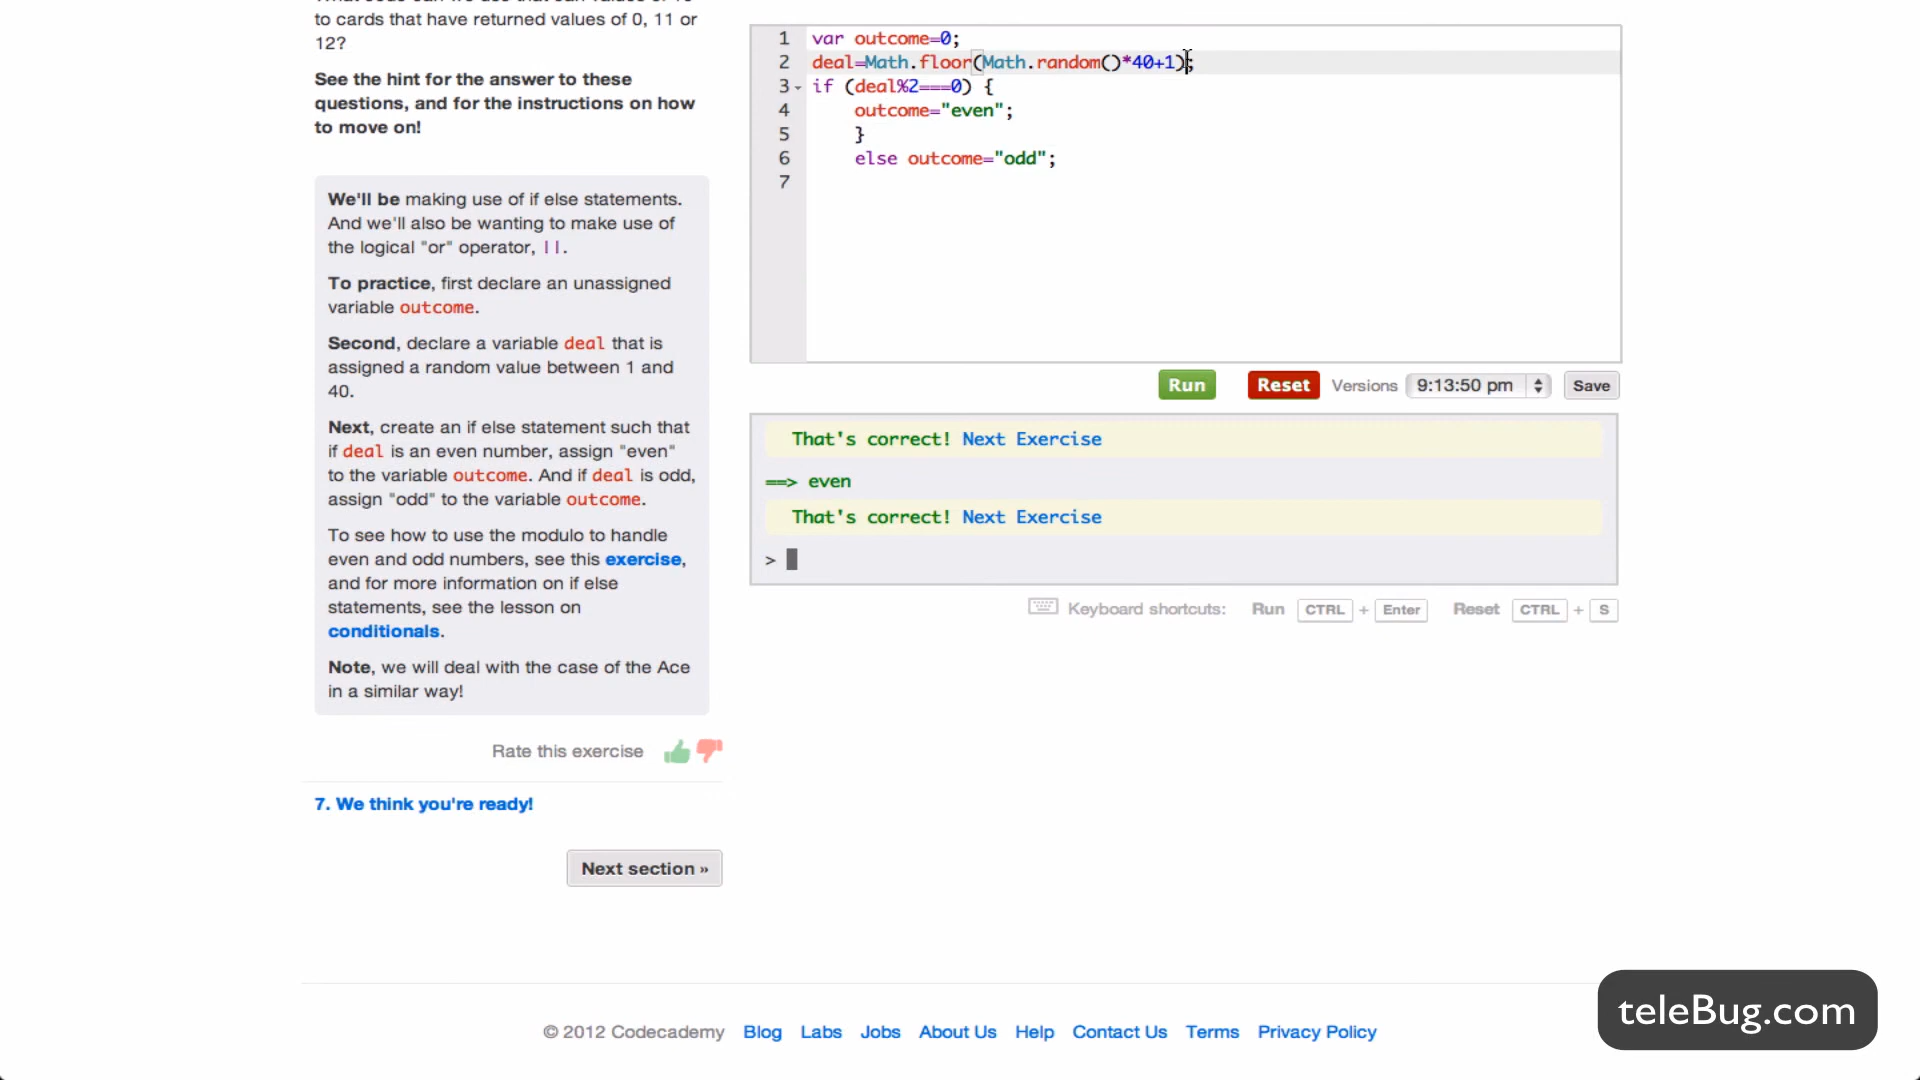 to cards that have returned values of 0, 11 or
12?
See the hint for the answer to these
questions, and for the instructions on how
to move on!
We'll be making use of if else statements.
And we'll also be wanting to make use of
the logical "or" operator, ||.
To practice, first declare an unassigned
variable outcome.
Second, declare a variable deal that is
assigned a random value between 1 and
40.
Next, create an if else statement such that
if deal is an even number, assign "even"
to the variable outcome. And if deal is odd,
assign "odd" to the variable outcome.
To see how to use the modulo to handle
even and odd numbers, see this exercise,
and for more information on if else
statements, see the lesson on
conditionals.
Note, we will deal with the case of the Ace
in a similar way!
Rate this exercise
7. We think you're ready!
Next section »
1 var outcome=0;
2 deal=Math.floor(Math.random()*40+1);
3 if (deal%2===0) {
4 outcome="even";
5 }
6 else outcome="odd";
7
Run Reset Versions 9:13:50 pm Save
That's correct! Next Exercise
==> even
That's correct! Next Exercise
>
Keyboard shortcuts: Run CTRL + Enter Reset CTRL + S
© 2012 Codecademy Blog Labs Jobs About Us Help Contact Us Terms Privacy Policy
teleBug.com